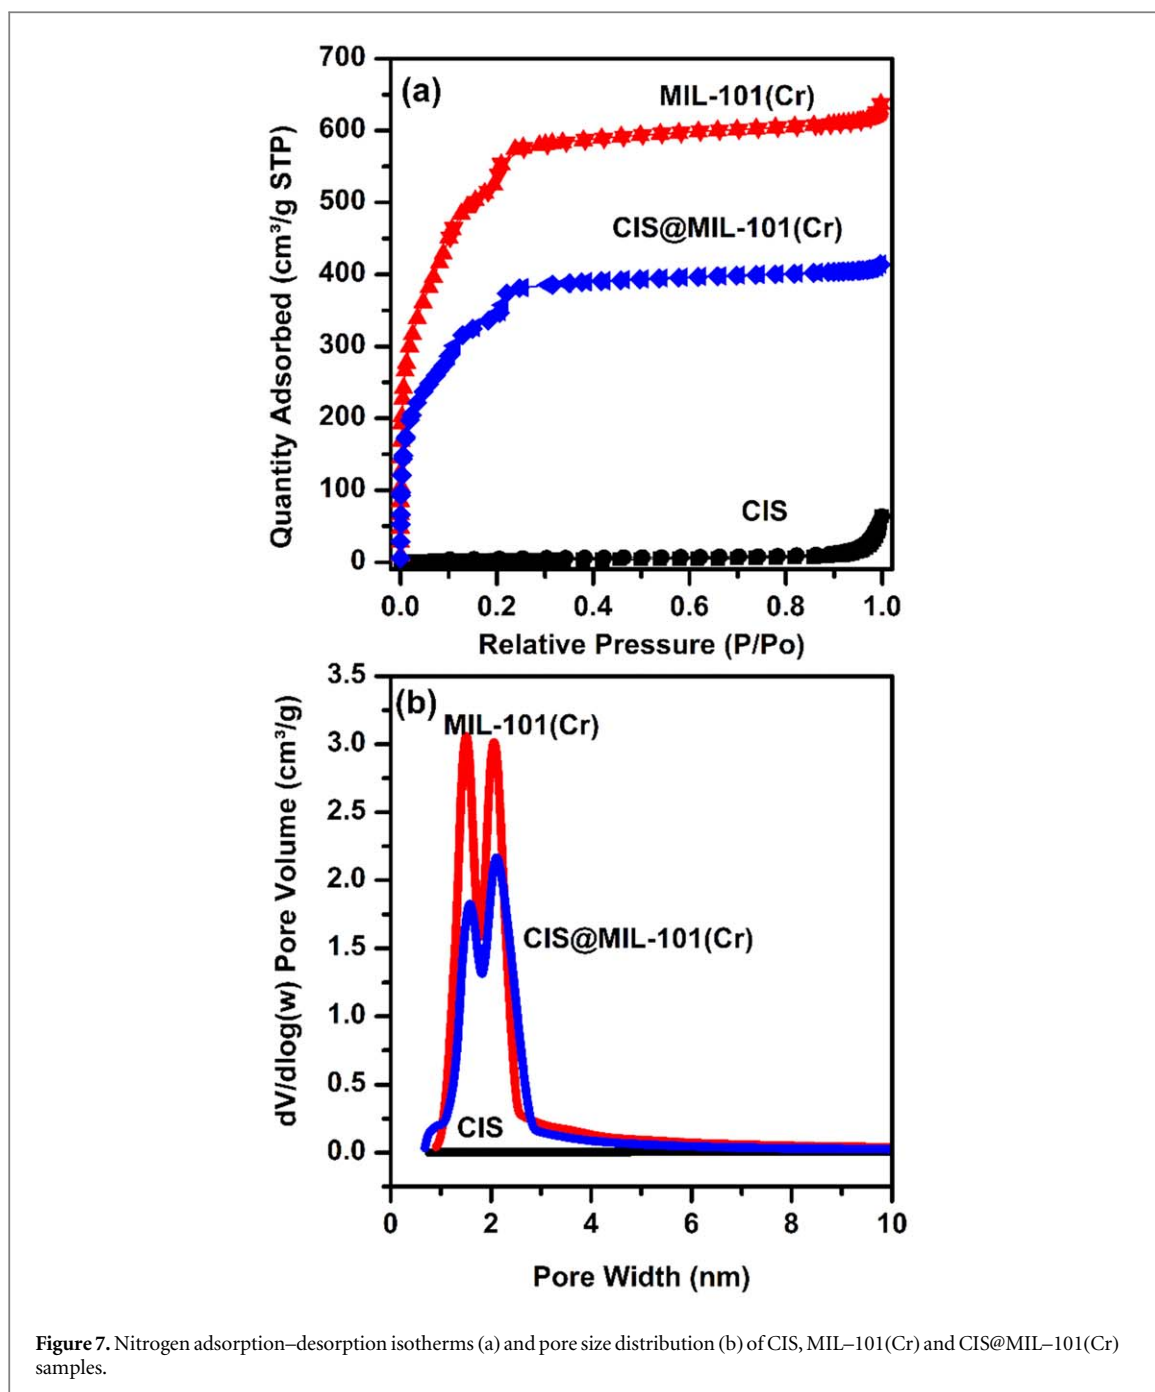 700
(a)
MIL-101(Cr)
600
500
CIS@MIL-101(Cr)
400
300
200
100
CIS
0
Quantity Adsorbed (cm³/g STP)
0.0 0.2 0.4 0.6 0.8 1.0
Relative Pressure (P/Po)
3.5
(b)
MIL-101(Cr)
3.0
2.5
2.0
CIS@MIL-101(Cr)
1.5
1.0
0.5
CIS
0.0
dV/dlog(w) Pore Volume (cm³/g)
0 2 4 6 8 10
Pore Width (nm)
Figure 7. Nitrogen adsorption–desorption isotherms (a) and pore size distribution (b) of CIS, MIL–101(Cr) and CIS@MIL–101(Cr)
samples.